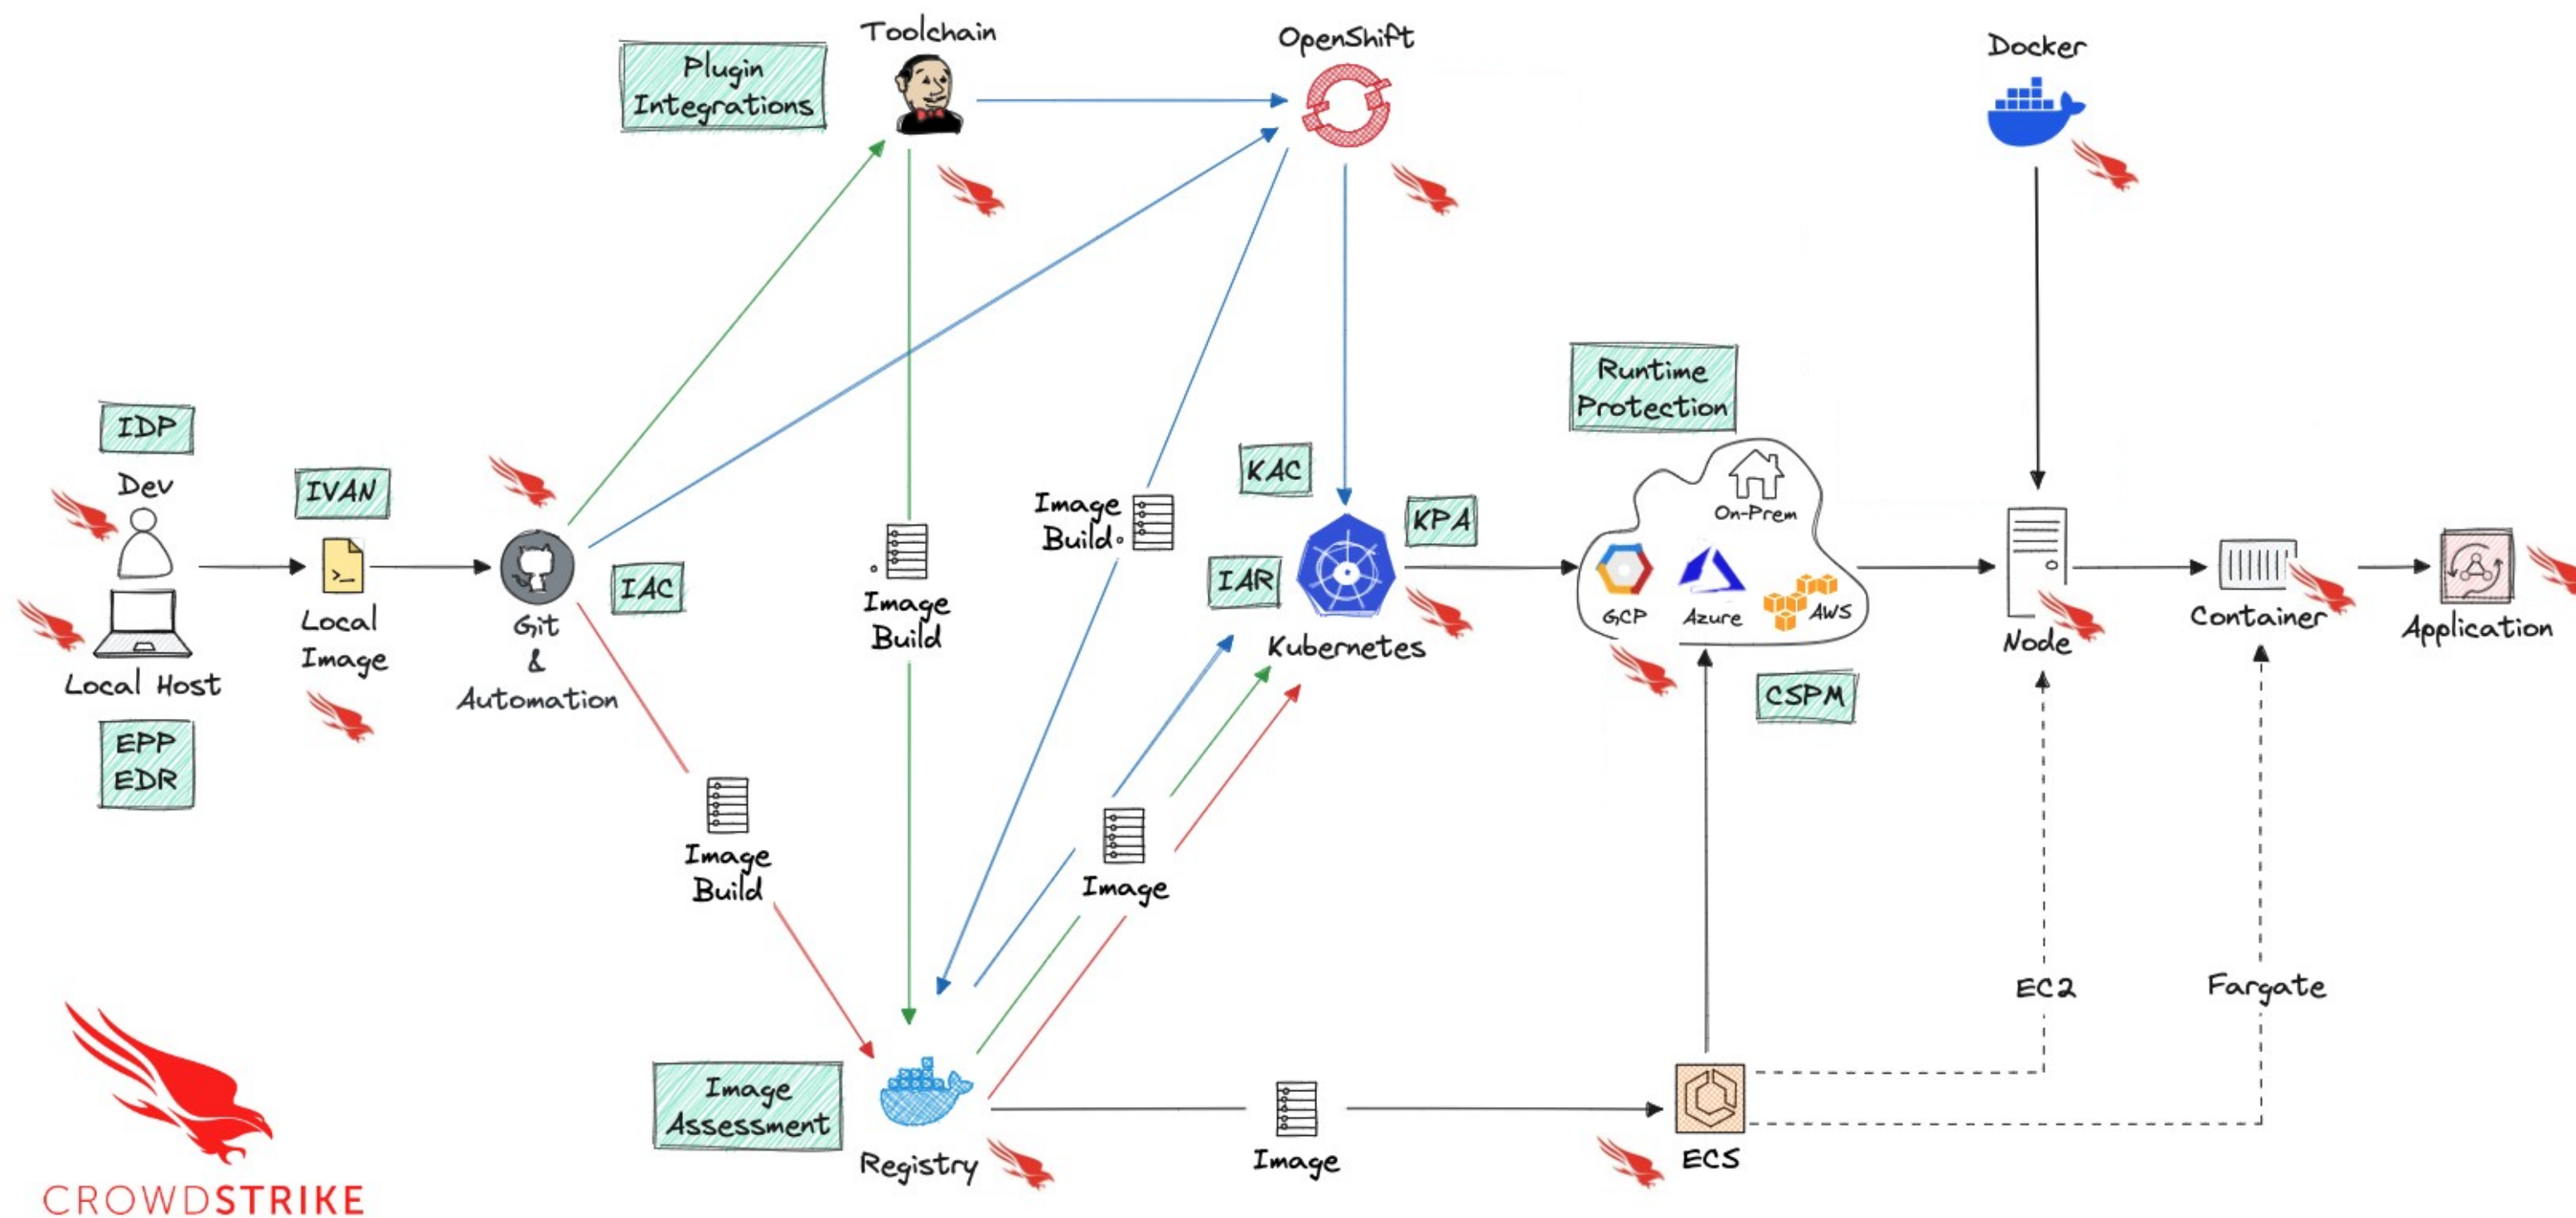 Toolchain
OpenShift
Docker
Plugin
Integrations
Runtime
Protection
IDP
Dev
IVAN
KAC
KPA
On-Prem
Image
Build
IAC
IAR
GCP
Azure
AWS
Local
Image
Git
&
Automation
Image
Build
Kubernetes
Node
Container
Application
Local Host
CSPM
EPP
EDR
Image
Build
Image
EC2
Fargate
Image
Assessment
Registry
Image
ECS
CROWDSTRIKE